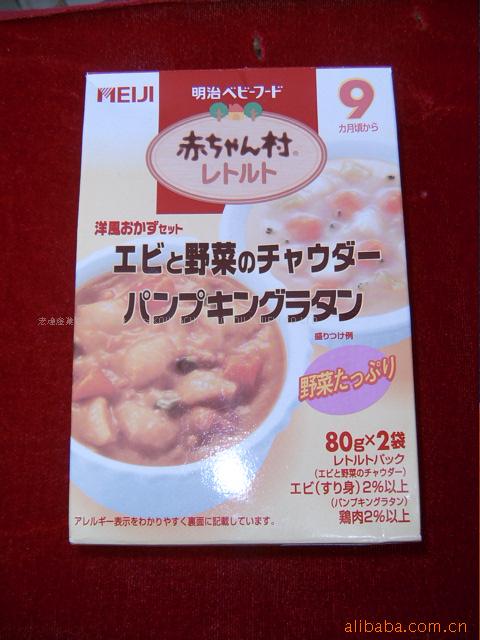 MEIJI
明治ベビーフード
赤ちゃん村®
レトルト
9
カ月頃から
洋風おかずセット
エビと野菜のチャウダー
パンプキングラタン
盛りつけ例
野菜たっぷり
80g×2袋
レトルトパック
(エビと野菜のチャウダー)
エビ(すり身)2%以上
(パンプキングラタン)
鶏肉2%以上
アレルギー表示をわかりやすく裏面に記載しています。
alibaba.com.cn